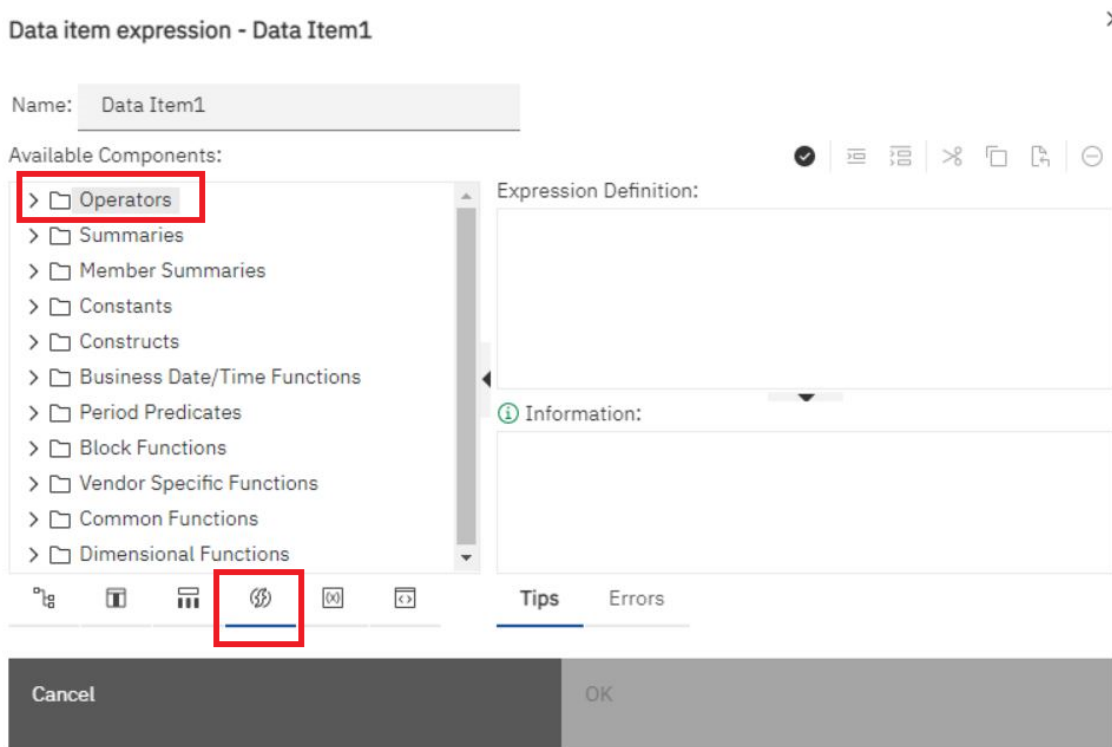 Data item expression - Data Item1
Name: Data Item1
Available Components:
Operators
Summaries
Member Summaries
Constants
Constructs
Business Date/Time Functions
Period Predicates
Block Functions
Vendor Specific Functions
Common Functions
Dimensional Functions
Expression Definition:
Information:
Tips Errors
Cancel OK